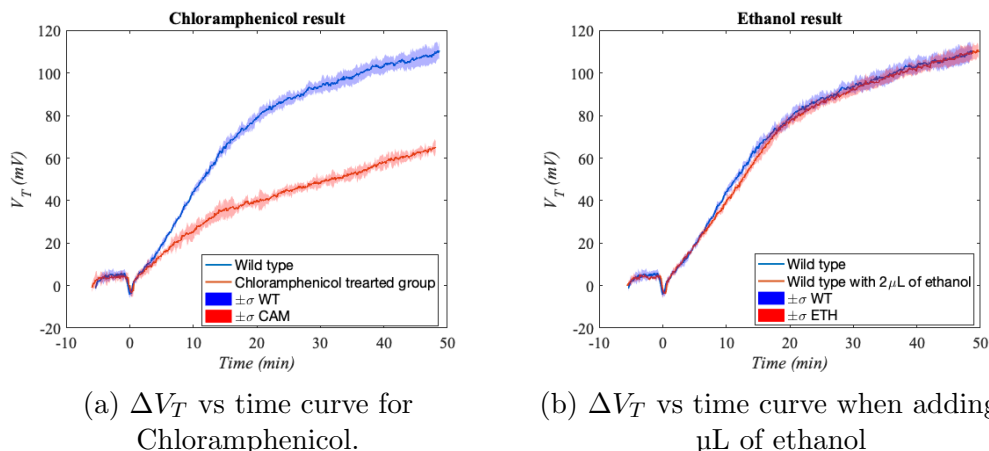 Chloramphenicol result
120
100
80
60
40
20
0
-20
V_T (mV)
-10 0 10 20 30 40 50
Time (min)
Wild type
Chloramphenicol trearted group
±σ WT
±σ CAM
(a) ΔV_T vs time curve for
Chloramphenicol.
Ethanol result
120
100
80
60
40
20
0
-20
V_T (mV)
-10 0 10 20 30 40 50
Time (min)
Wild type
Wild type with 2μL of ethanol
±σ WT
±σ ETH
(b) ΔV_T vs time curve when adding
μL of ethanol